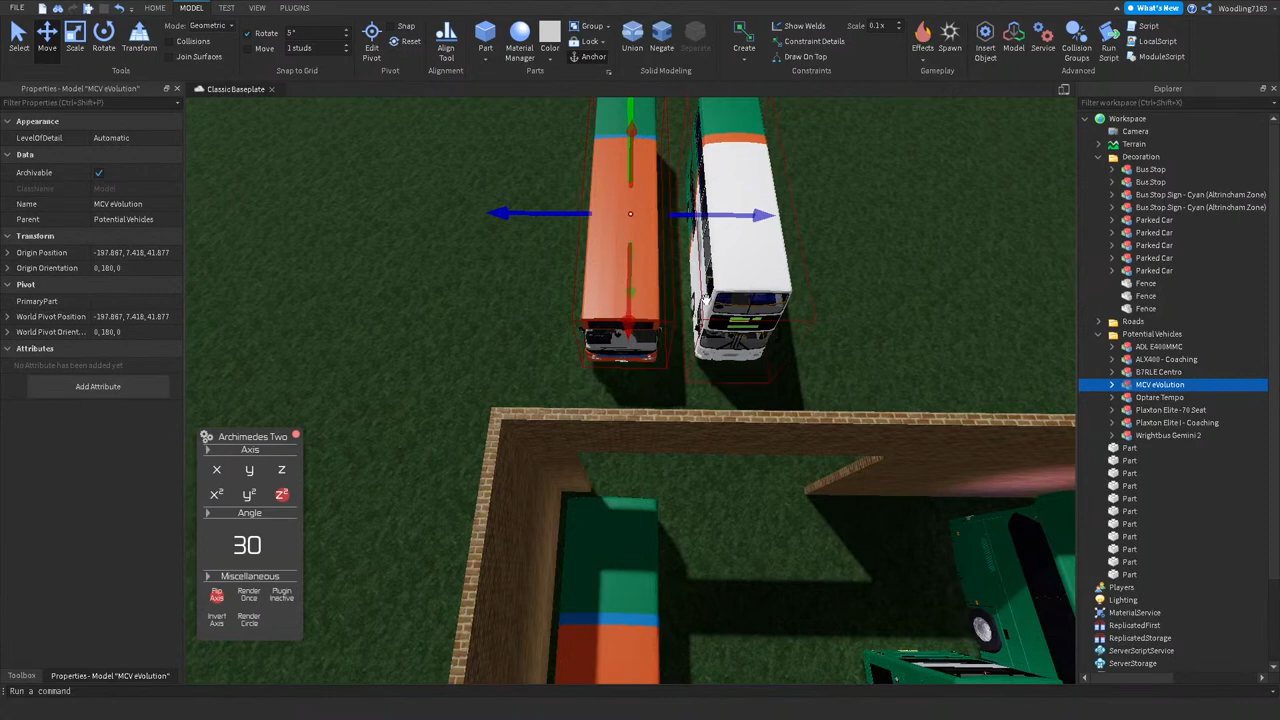 FILE HOME MODEL TEST VIEW PLUGINS What's New Woodling7163
Select Move Scale Rotate Transform
Tools
Mode: Geometric
Collisions
Join Surfaces
Rotate 5°
Move 1 studs
Snap to Grid
Edit Pivot
Snap
Reset
Pivot
Align Tool
Alignment
Part Material Manager Color
Group
Lock
Anchor
Parts
Union Negate Separate
Solid Modeling
Create
Show Welds Scale 0.1 x
Constraint Details
Draw On Top
Constraints
Effects Spawn
Gameplay
Insert Object Model Service Collision Groups Run Script
Script
LocalScript
ModuleScript
Advanced
Properties - Model "MCV eVolution"
Filter Properties (Ctrl+Shift+P)
Appearance
LevelOfDetail Automatic
Data
Archivable
ClassName Model
Name MCV eVolution
Parent Potential Vehicles
Transform
Origin Position -197.867, 7.418, 41.877
Origin Orientation 0, 180, 0
Pivot
PrimaryPart
World Pivot Position -197.867, 7.418, 41.877
World Pivot Orient... 0, 180, 0
Attributes
No Attribute has been added yet
Add Attribute
Classic Baseplate
Archimedes Two
Axis
x y z
x² y² z²
Angle
30
Miscellaneous
Flip Axis Render Once Plugin Inactive
Invert Axis Render Circle
Explorer
Filter workspace (Ctrl+Shift+X)
Workspace
Camera
Terrain
Decoration
Bus Stop
Bus Stop
Bus Stop Sign - Cyan (Altrincham Zone)
Bus Stop Sign - Cyan (Altrincham Zone)
Parked Car
Parked Car
Parked Car
Parked Car
Parked Car
Fence
Fence
Fence
Roads
Potential Vehicles
ADL E400MMC
ALX400 - Coaching
B7RLE Centro
MCV eVolution
Optare Tempo
Plaxton Elite -70 Seat
Plaxton Elite I - Coaching
Wrightbus Gemini 2
Part
Part
Part
Part
Part
Part
Part
Part
Part
Part
Part
Players
Lighting
MaterialService
ReplicatedFirst
ReplicatedStorage
ServerScriptService
ServerStorage
Toolbox Properties - Model "MCV eVolution"
Run a command